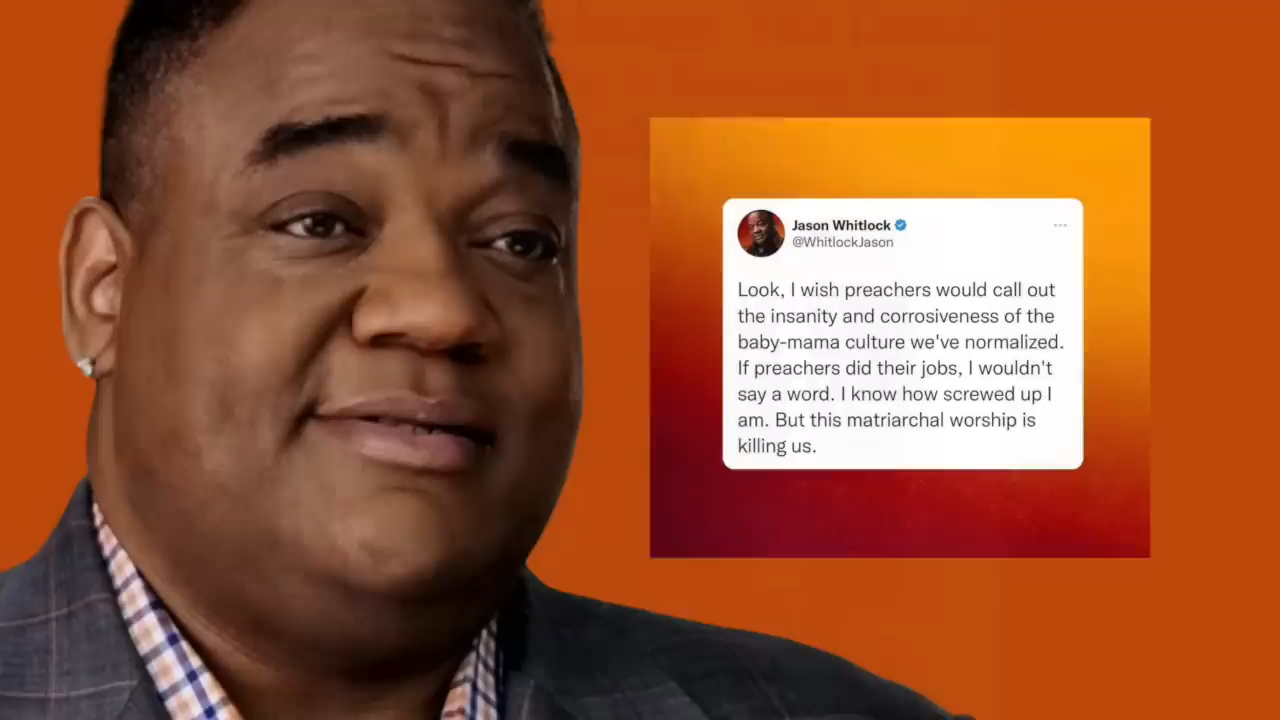 Jason Whitlock
@WhitlockJason
Look, I wish preachers would call out
the insanity and corrosiveness of the
baby-mama culture we've normalized.
If preachers did their jobs, I wouldn't
say a word. I know how screwed up I
am. But this matriarchal worship is
killing us.